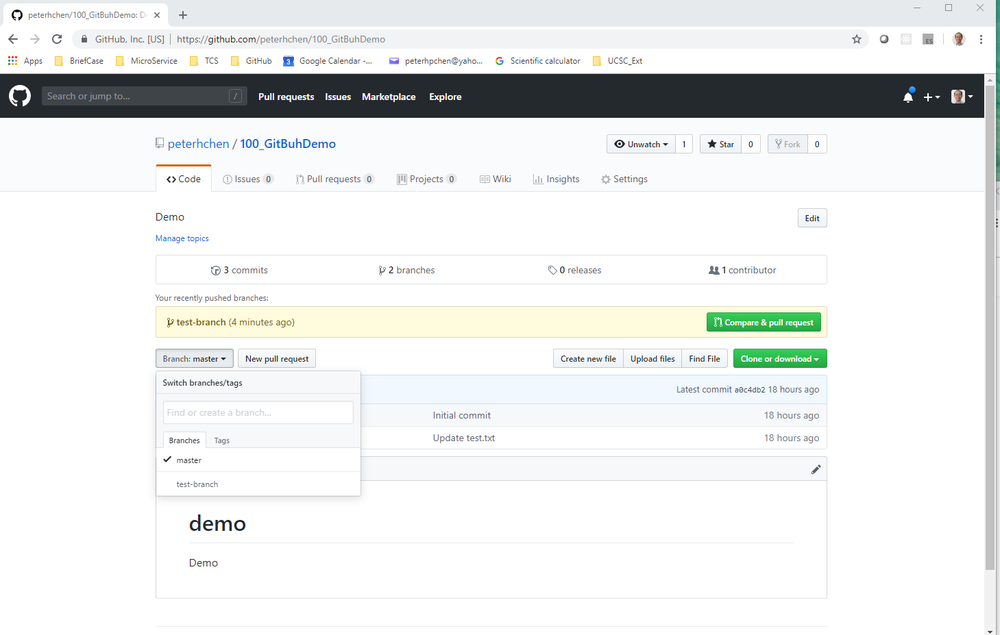 peterhchen/100_GitBuhDemo: De
GitHub, Inc. [US] | https://github.com/peterhchen/100_GitBuhDemo
ES
Apps BriefCase MicroService TCS GitHub 3 Google Calendar -... peterhpchen@yaho... G Scientific calculator UCSC_Ext
Search or jump to... / Pull requests Issues Marketplace Explore
peterhchen / 100_GitBuhDemo Unwatch 1 Star 0 Fork 0
Code Issues 0 Pull requests 0 Projects 0 Wiki Insights Settings
Demo Edit
Manage topics
3 commits 2 branches 0 releases 1 contributor
Your recently pushed branches:
test-branch (4 minutes ago) Compare & pull request
Branch: master New pull request Create new file Upload files Find File Clone or download
Switch branches/tags
Latest commit a0c4db2 18 hours ago
Find or create a branch...
Initial commit 18 hours ago
Branches Tags
Update test.txt 18 hours ago
master
test-branch
demo
Demo